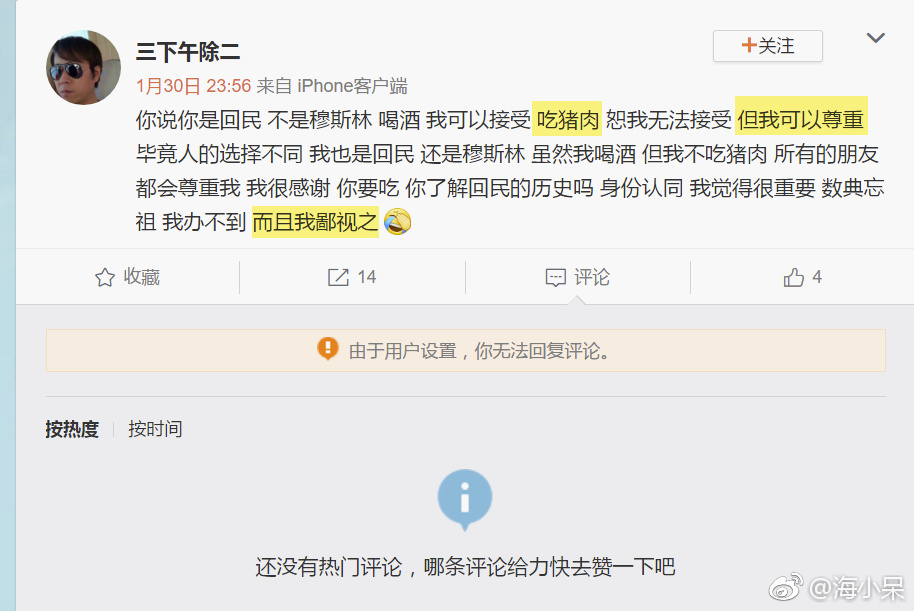 三下午除二
+关注
1月30日 23:56 来自 iPhone客户端
你说你是回民 不是穆斯林 喝酒 我可以接受 吃猪肉 恕我无法接受 但我可以尊重
毕竟人的选择不同 我也是回民 还是穆斯林 虽然我喝酒 但我不吃猪肉 所有的朋友
都会尊重我 我很感谢 你要吃 你了解回民的历史吗 身份认同 我觉得很重要 数典忘
祖 我办不到 而且我鄙视之
收藏 14 评论 4
由于用户设置，你无法回复评论。
按热度 按时间
还没有热门评论，哪条评论给力快去赞一下吧
@海小呆